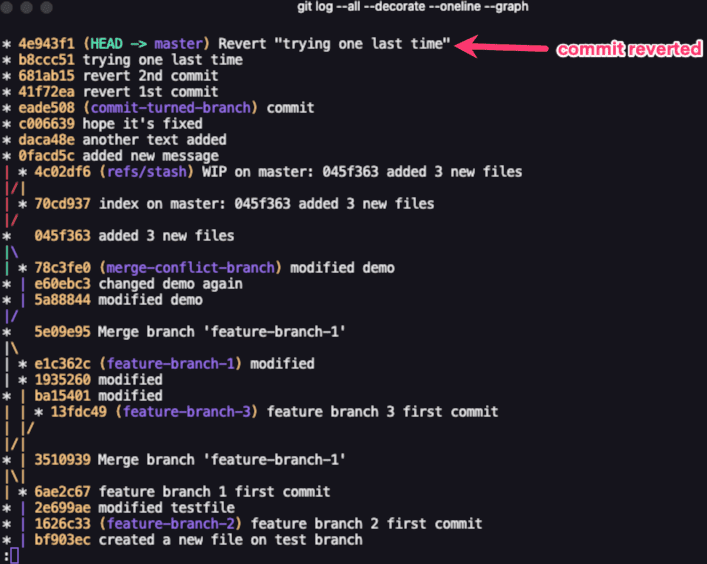 git log --all --decorate --oneline --graph
* 4e943f1 (HEAD -> master) Revert "trying one last time"
commit reverted
* b8ccc51 trying one last time
* 681ab15 revert 2nd commit
* 41f72ea revert 1st commit
* eade508 (commit-turned-branch) commit
* c006639 hope it's fixed
* daca48e another text added
* 0facd5c added new message
| * 4c02df6 (refs/stash) WIP on master: 045f363 added 3 new files
|/|
| * 70cd937 index on master: 045f363 added 3 new files
|/
*   045f363 added 3 new files
|\
| * 78c3fe0 (merge-conflict-branch) modified demo
* | e60ebc3 changed demo again
* | 5a88844 modified demo
|/
*   5e09e95 Merge branch 'feature-branch-1'
|\
| * e1c362c (feature-branch-1) modified
| * 1935260 modified
* | ba15401 modified
| | * 13fdc49 (feature-branch-3) feature branch 3 first commit
| |/
|/|
* | 3510939 Merge branch 'feature-branch-1'
|\|
| * 6ae2c67 feature branch 1 first commit
* | 2e699ae modified testfile
* | 1626c33 (feature-branch-2) feature branch 2 first commit
* | bf903ec created a new file on test branch
: